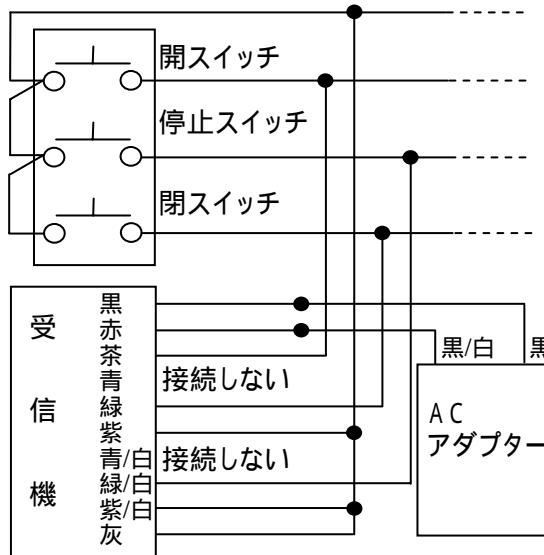 開スイッチ
停止スイッチ
閉スイッチ
受信機
黒
赤
茶
青 接続しない
緑
紫
青/白 接続しない
緑/白
紫/白
灰
黒/白
黒
AC
アダプター